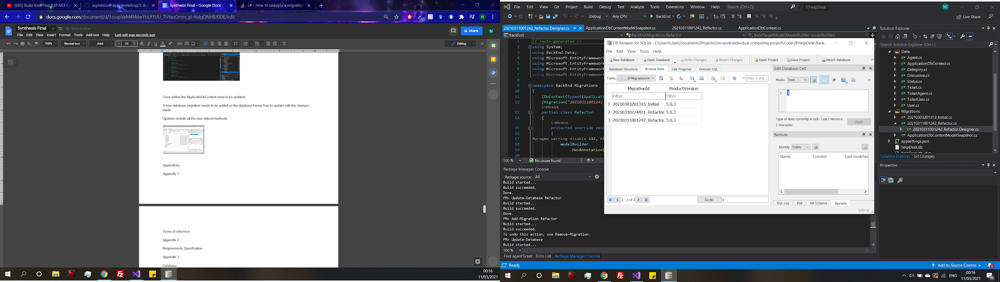 (692) Build Your First ASP.NET Co
aspnetcore-app-workshop/2. Bui
Synthesis Final - Google Docs
c# - How to unapply a migration
docs.google.com/document/d/1cozpVaM4MdwYbUf1UU_7hYaoGmm_gI-AidgQNHBJ0DE/edit
N
Synthesis Final
Saved to Drive
File Edit View Insert Format Tools Add-ons Help Last edit was seconds ago
Share
N
100% Normal text Arial 10 B I U A Editing
Once added the ApplicatioDbContext need to be updated
A new database migration needs to be added so the database knows how to update with the changes
made.
Updates include all the new objects/methods
Appendices
Appendix 1
Terms of reference
Appendix 2
Requirements Specification
Appendix 3
Database
00:16
11/03/2021
File Edit View Git Project Build Debug Test Analyze Tools Extensions Window Help Search (Ctrl+Q) ITHelpDesk NC
Debug Any CPU BackEnd Live Share
20210311001242_Refactor.Designer.cs ApplicationDbContextModelSnapshot.cs 20210311001242_Refactor.cs ApplicationDbContext.cs
BackEnd BackEnd.Migrations.Refactor BuildTargetModel(ModelBuilder modelBuilder)
1 // <auto-generated />
2 using System;
3 using BackEnd.Data;
4 using Microsoft.EntityFramework
5 using Microsoft.EntityFramework
6 using Microsoft.EntityFramework
7 using Microsoft.EntityFramework
8
9 namespace BackEnd.Migrations
10 {
11 [DbContext(typeof(Applicati
12 [Migration("20210311001242_
1 reference
13 partial class Refactor
14 {
1 reference
15 protected override voi
16 {
17 #pragma warning disable 612, 61
18 modelBuilder
19 .HasAnnotation(
20
100 % No issues found
Package Manager Console
Package source: All
Build started...
Build succeeded.
Done.
PM> Update-Database Refactor
Build started...
Build succeeded.
Done.
PM> Add-Migration Refactor
Build started...
Build succeeded.
To undo this action, use Remove-Migration.
PM> Update-Database
Build started...
100 %
Find agentTicket Error List Package Manager Console
Ready
Add to Source Control
1
DB Browser for SQLite - C:\Users\User\Documents\Projects\Uni work\Individual computing project\Code\ITHelpDesk\Back...
File Edit View Tools Help
New Database Open Database Write Changes Revert Changes Open Project Save Project Attach Database
Database Structure Browse Data Edit Pragmas Execute SQL
Table: __EFMigrationsHi Filter in any...
MigrationId ProductVersion
Filter Filter
1 20210303201313_Initial 5.0.3
2 20210310224411_Refactor 5.0.3
3 20210311001242_Refactor 5.0.3
1 - 3 of 3 Go to: 1
Edit Database Cell
Mode: Text
1 1
Type of data currently in cell: Text / Numeric
1 character
Apply
Remote
Identity Public
Name Commit Last modified
SQL Log Plot DB Schema Remote
UTF-8
Solution Explorer
Search Solution Explorer (Ctrl+;)
Data
Agent.cs
ApplicationDbContext.cs
Category.cs
Discussion.cs
Status.cs
Ticket.cs
TicketAgent.cs
TicketUser.cs
User.cs
Migrations
20210303201313_Initial.cs
20210311001242_Refactor.cs
20210311001242_Refactor.Designer.cs
ApplicationDbContextModelSnapshot.cs
appsettings.json
helpDesk.db
helpDesk.db-shm
Solution Explorer Git Changes
Properties
ENG
00:16
11/03/2021
10